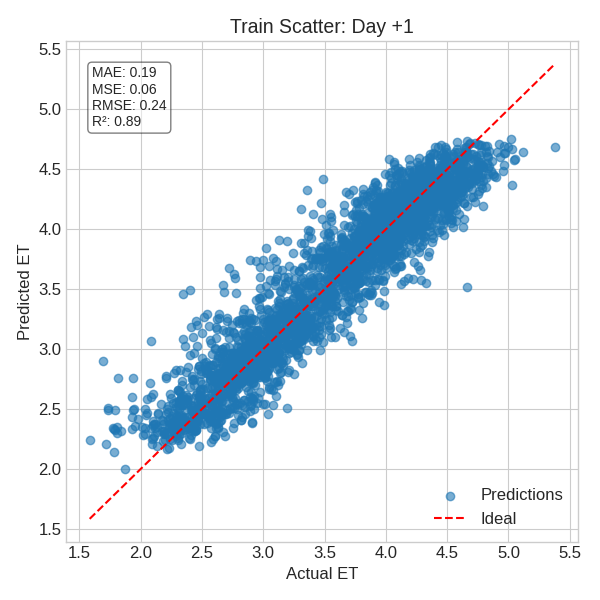 Train Scatter: Day +1
MAE: 0.19
MSE: 0.06
RMSE: 0.24
R²: 0.89
5.5
5.0
4.5
4.0
3.5
3.0
2.5
2.0
1.5
Predicted ET
Predictions
Ideal
1.5 2.0 2.5 3.0 3.5 4.0 4.5 5.0 5.5
Actual ET